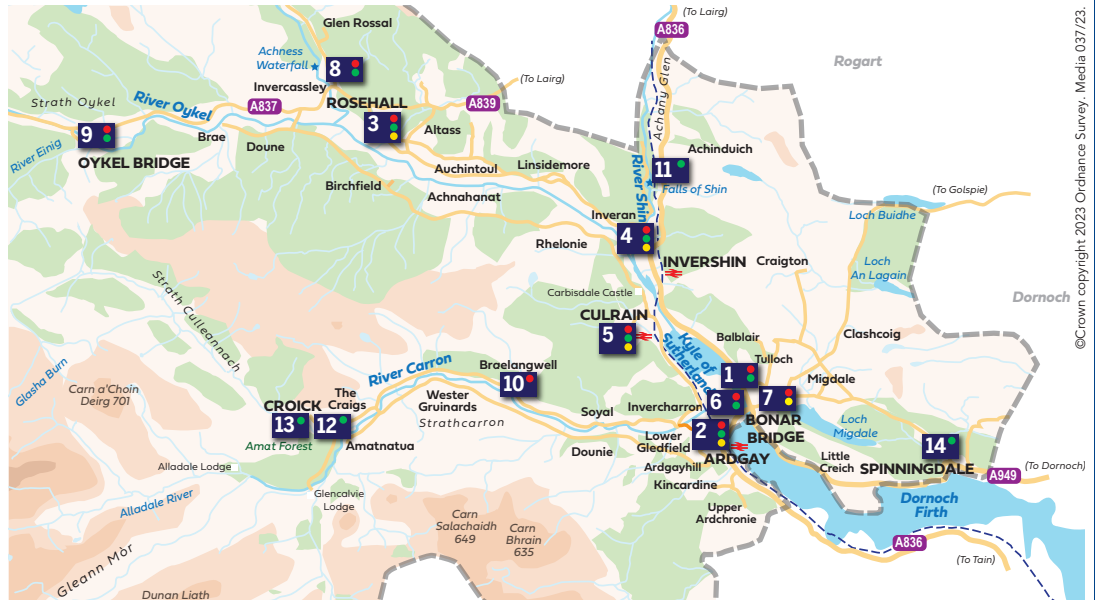 (To Lairg)
A836
Glen Rossal
Achness
Waterfall
8
Invercassley
Rogart
(To Lairg)
Strath Oykel
River Oykel
A837
ROSEHALL
3
A839
Altass
Achany Glen
9
Brae
Doune
River Einig
OYKEL BRIDGE
Auchintoul
Linsidemore
River Shin
11
Achinduich
Falls of Shin
Birchfield
Achnahanat
(To Golspie)
Inveran
4
Loch Buidhe
Rhelonie
INVERSHIN
Craigton
Loch
An Lagain
Strath Culleannach
Carbisdale Castle
Dornoch
CULRAIN
5
Kyle of
Sutherland
Balblair
Clashcoig
Tulloch
Glasha Burn
Carn a'Choin
Deirg 701
River Carron
Braelangwell
10
1
Migdale
The
Craigs
Wester
Gruinards
6
7
CROICK
13
12
Strathcarron
Soyal
Invercharron
BONAR
BRIDGE
Loch
Migdale
Amat Forest
Amatnatua
Dounie
Lower
Gledfield
2
ARDGAY
14
Little
Creich
SPINNINGDALE
Alladale Lodge
Ardgayhill
Kincardine
(To Dornoch)
A949
Alladale River
Glencalvie
Lodge
Upper
Ardchronie
Dornoch
Firth
Carn
Salachaidh
649
Carn
Bhrain
635
A836
(To Tain)
Gleann Mòr
Dunan Liath
©Crown copyright 2023 Ordnance Survey. Media 037/23.